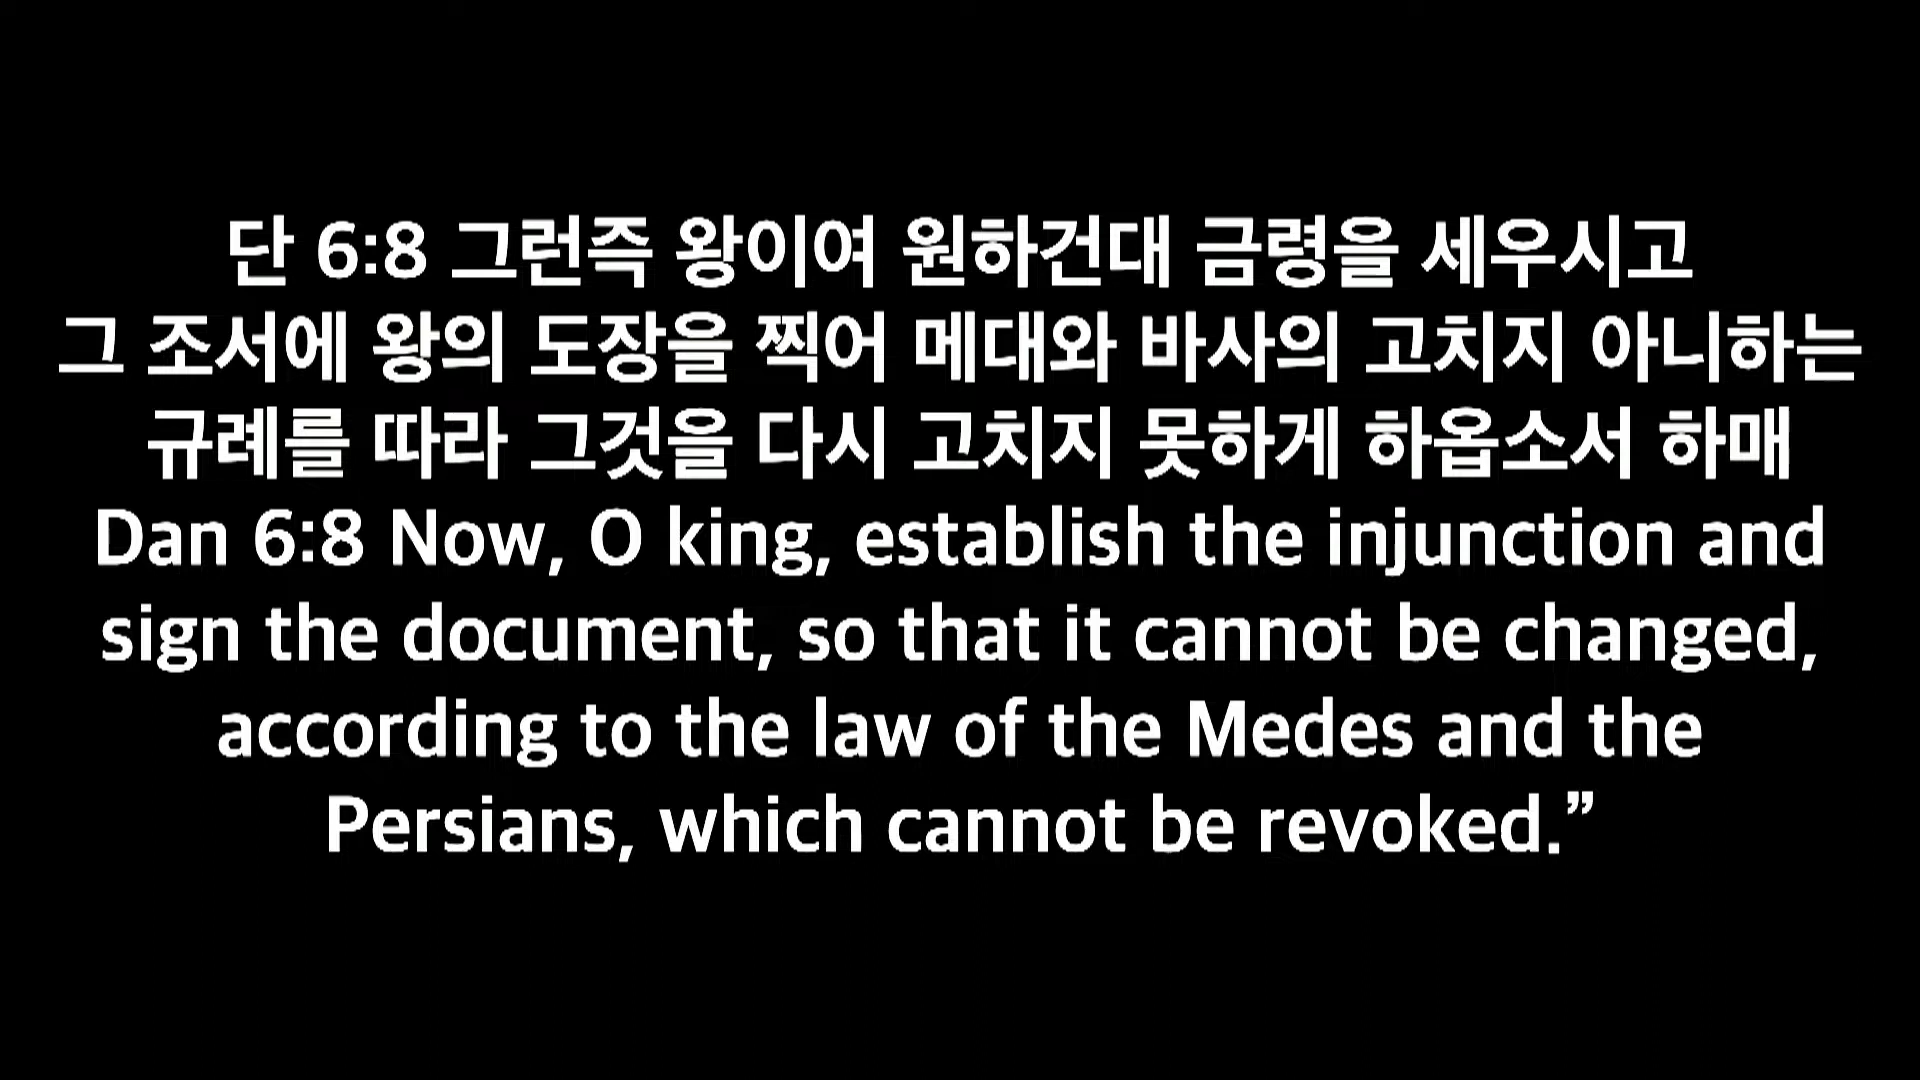 단 6:8 그런즉 왕이여 원하건대 금령을 세우시고
그 조서에 왕의 도장을 찍어 메대와 바사의 고치지 아니하는
규례를 따라 그것을 다시 고치지 못하게 하옵소서 하매
Dan 6:8 Now, O king, establish the injunction and
sign the document, so that it cannot be changed,
according to the law of the Medes and the
Persians, which cannot be revoked.”